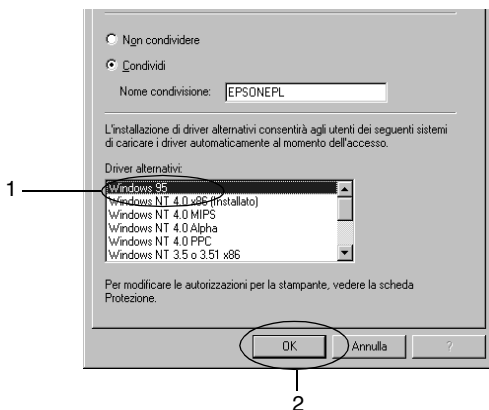 Non condividere
Condividi
Nome condivisione: EPSONEPL
L'installazione di driver alternativi consentirà agli utenti dei seguenti sistemi
di caricare i driver automaticamente al momento dell'accesso.
Driver alternativi:
1
Windows 95
Windows NT 4.0 x86 (Installato)
Windows NT 4.0 MIPS
Windows NT 4.0 Alpha
Windows NT 4.0 PPC
Windows NT 3.5 o 3.51 x86
Per modificare le autorizzazioni per la stampante, vedere la scheda
Protezione.
OK Annulla ?
2